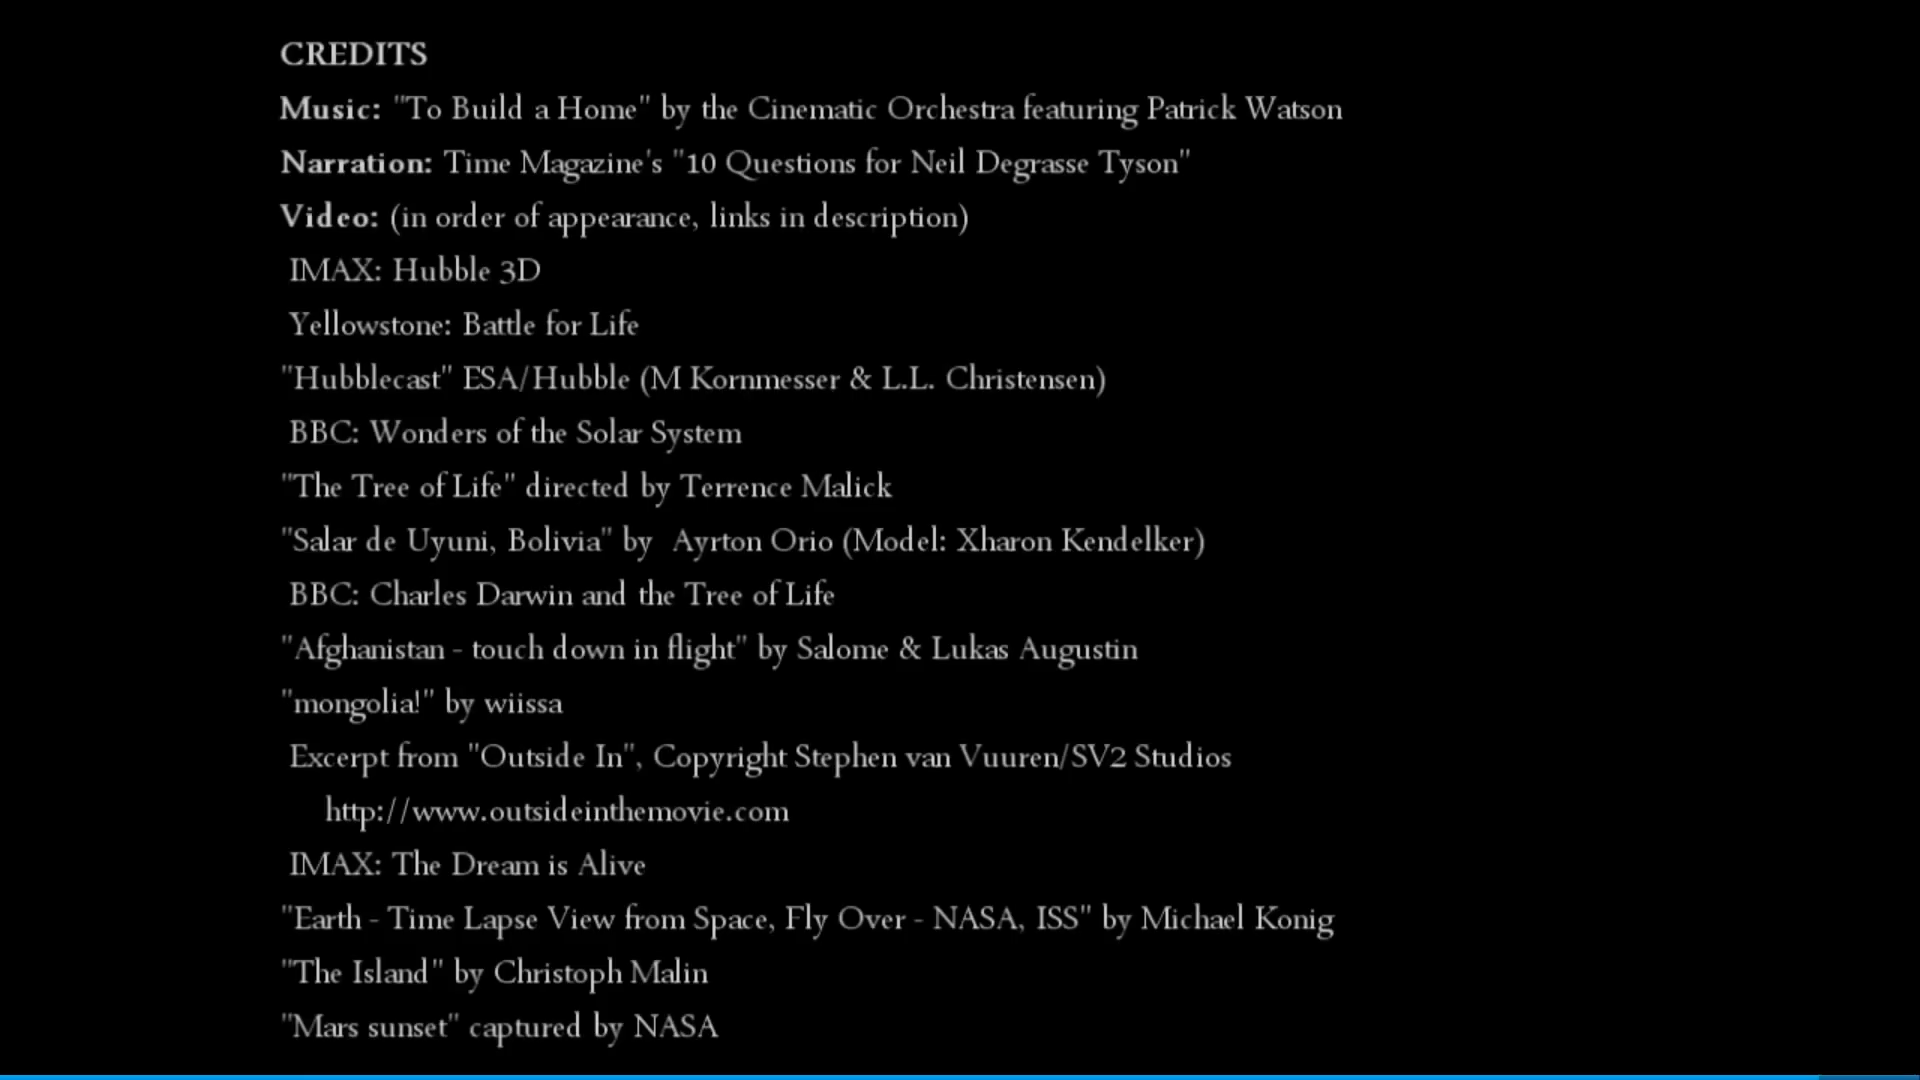 CREDITS
Music: "To Build a Home" by the Cinematic Orchestra featuring Patrick Watson
Narration: Time Magazine's "10 Questions for Neil Degrasse Tyson"
Video: (in order of appearance, links in description)
IMAX: Hubble 3D
Yellowstone: Battle for Life
"Hubblecast" ESA/Hubble (M Kornmesser & L.L. Christensen)
BBC: Wonders of the Solar System
"The Tree of Life" directed by Terrence Malick
"Salar de Uyuni, Bolivia" by  Ayrton Orio (Model: Xharon Kendelker)
BBC: Charles Darwin and the Tree of Life
"Afghanistan - touch down in flight" by Salome & Lukas Augustin
"mongolia!" by wiissa
Excerpt from "Outside In", Copyright Stephen van Vuuren/SV2 Studios
http://www.outsideinthemovie.com
IMAX: The Dream is Alive
"Earth - Time Lapse View from Space, Fly Over - NASA, ISS" by Michael Konig
"The Island" by Christoph Malin
"Mars sunset" captured by NASA